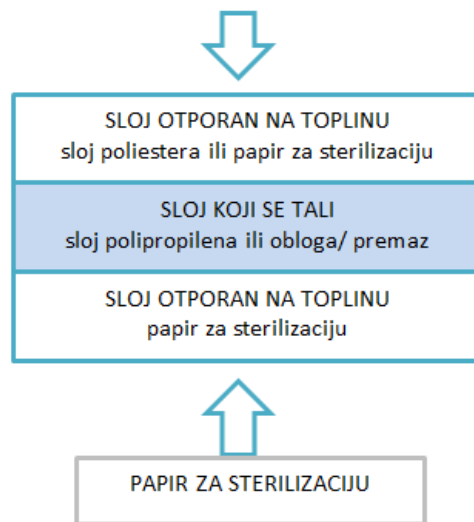 SLOJ OTPORAN NA TOPLINU
sloj poliestera ili papir za sterilizaciju
SLOJ KOJI SE TALI
sloj polipropilena ili obloga/ premaz
SLOJ OTPORAN NA TOPLINU
papir za sterilizaciju
PAPIR ZA STERILIZACIJU